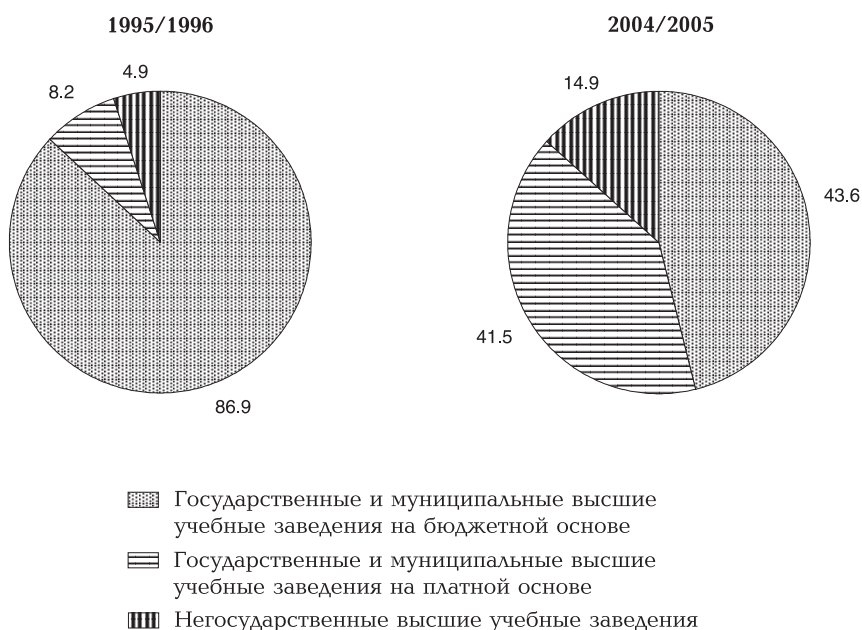 1995/1996
2004/2005
4.9
8.2
86.9
14.9
43.6
41.5
Государственные и муниципальные высшие
учебные заведения на бюджетной основе
Государственные и муниципальные высшие
учебные заведения на платной основе
Негосударственные высшие учебные заведения